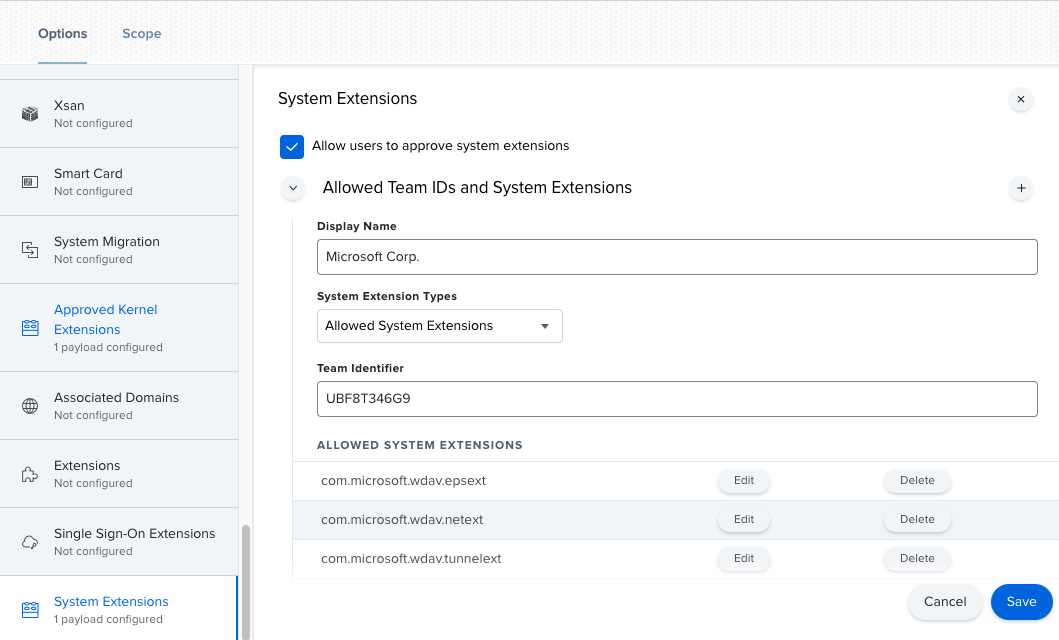 Options
Scope
Xsan
Not configured
Smart Card
Not configured
System Migration
Not configured
Approved Kernel
Extensions
1 payload configured
Associated Domains
Not configured
Extensions
Not configured
Single Sign-On Extensions
Not configured
System Extensions
1 payload configured
System Extensions
Allow users to approve system extensions
Allowed Team IDs and System Extensions
Display Name
Microsoft Corp.
System Extension Types
Allowed System Extensions
Team Identifier
UBF8T346G9
ALLOWED SYSTEM EXTENSIONS
com.microsoft.wdav.epsext Edit Delete
com.microsoft.wdav.netext Edit Delete
com.microsoft.wdav.tunnelext Edit Delete
Cancel Save